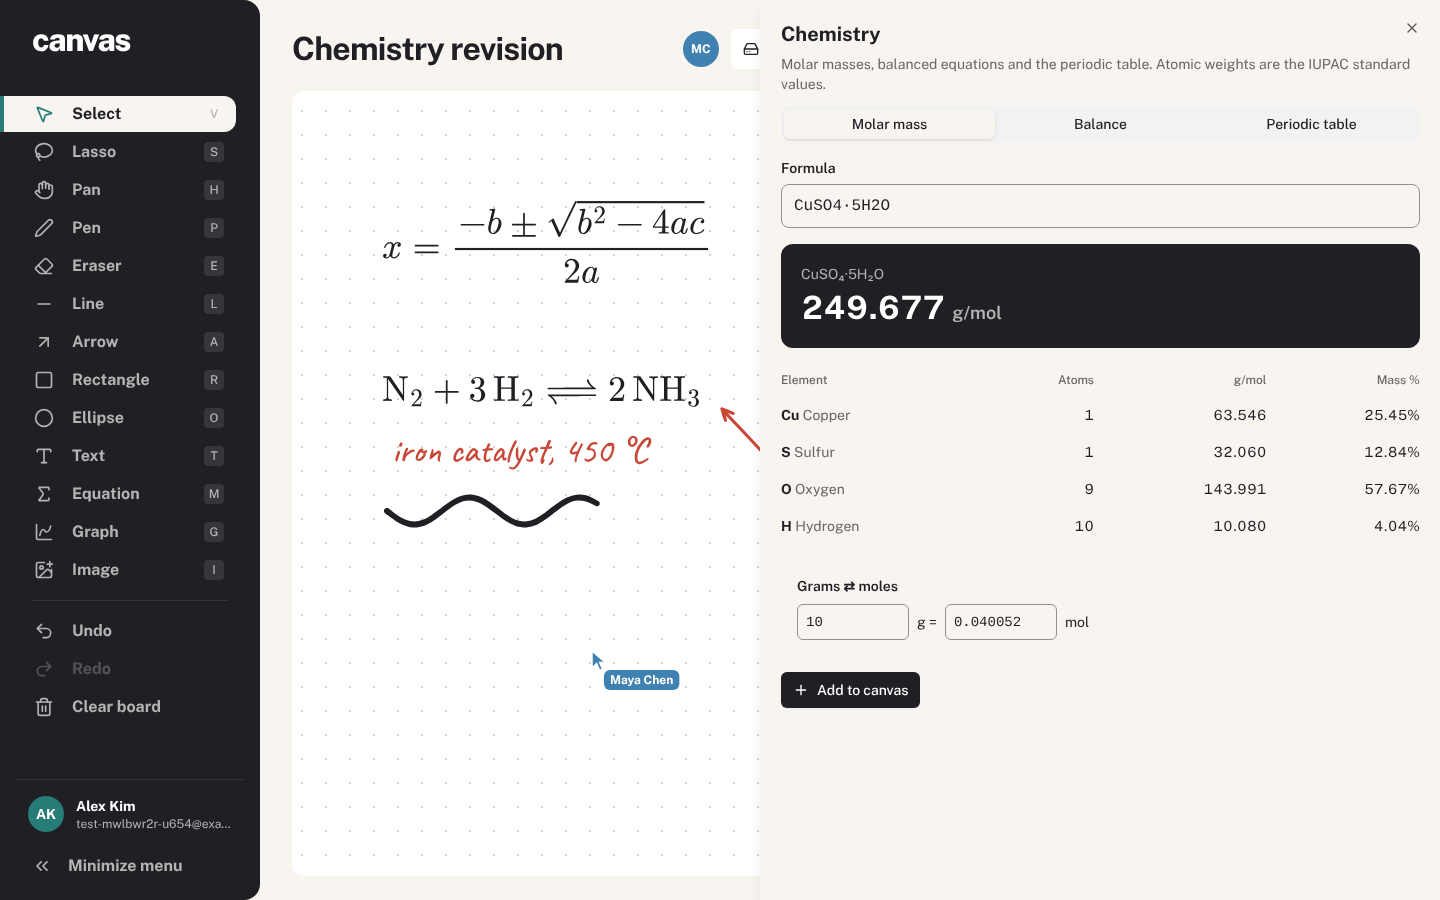 canvas
Select V
Lasso S
Pan H
Pen P
Eraser E
Line L
Arrow A
Rectangle R
Ellipse O
Text T
Equation M
Graph G
Image I
Undo
Redo
Clear board
AK
Alex Kim
test-mwlbwr2r-u654@exa...
Minimize menu
Chemistry revision
MC
x = (−b ± √(b² − 4ac)) / 2a
N₂ + 3 H₂ ⇌ 2 NH₃
iron catalyst, 450 °C
Maya Chen
Chemistry
Molar masses, balanced equations and the periodic table. Atomic weights are the IUPAC standard
values.
Molar mass Balance Periodic table
Formula
CuSO4·5H2O
CuSO₄·5H₂O
249.677 g/mol
Element Atoms g/mol Mass %
Cu Copper 1 63.546 25.45%
S Sulfur 1 32.060 12.84%
O Oxygen 9 143.991 57.67%
H Hydrogen 10 10.080 4.04%
Grams ⇄ moles
10 g = 0.040052 mol
Add to canvas